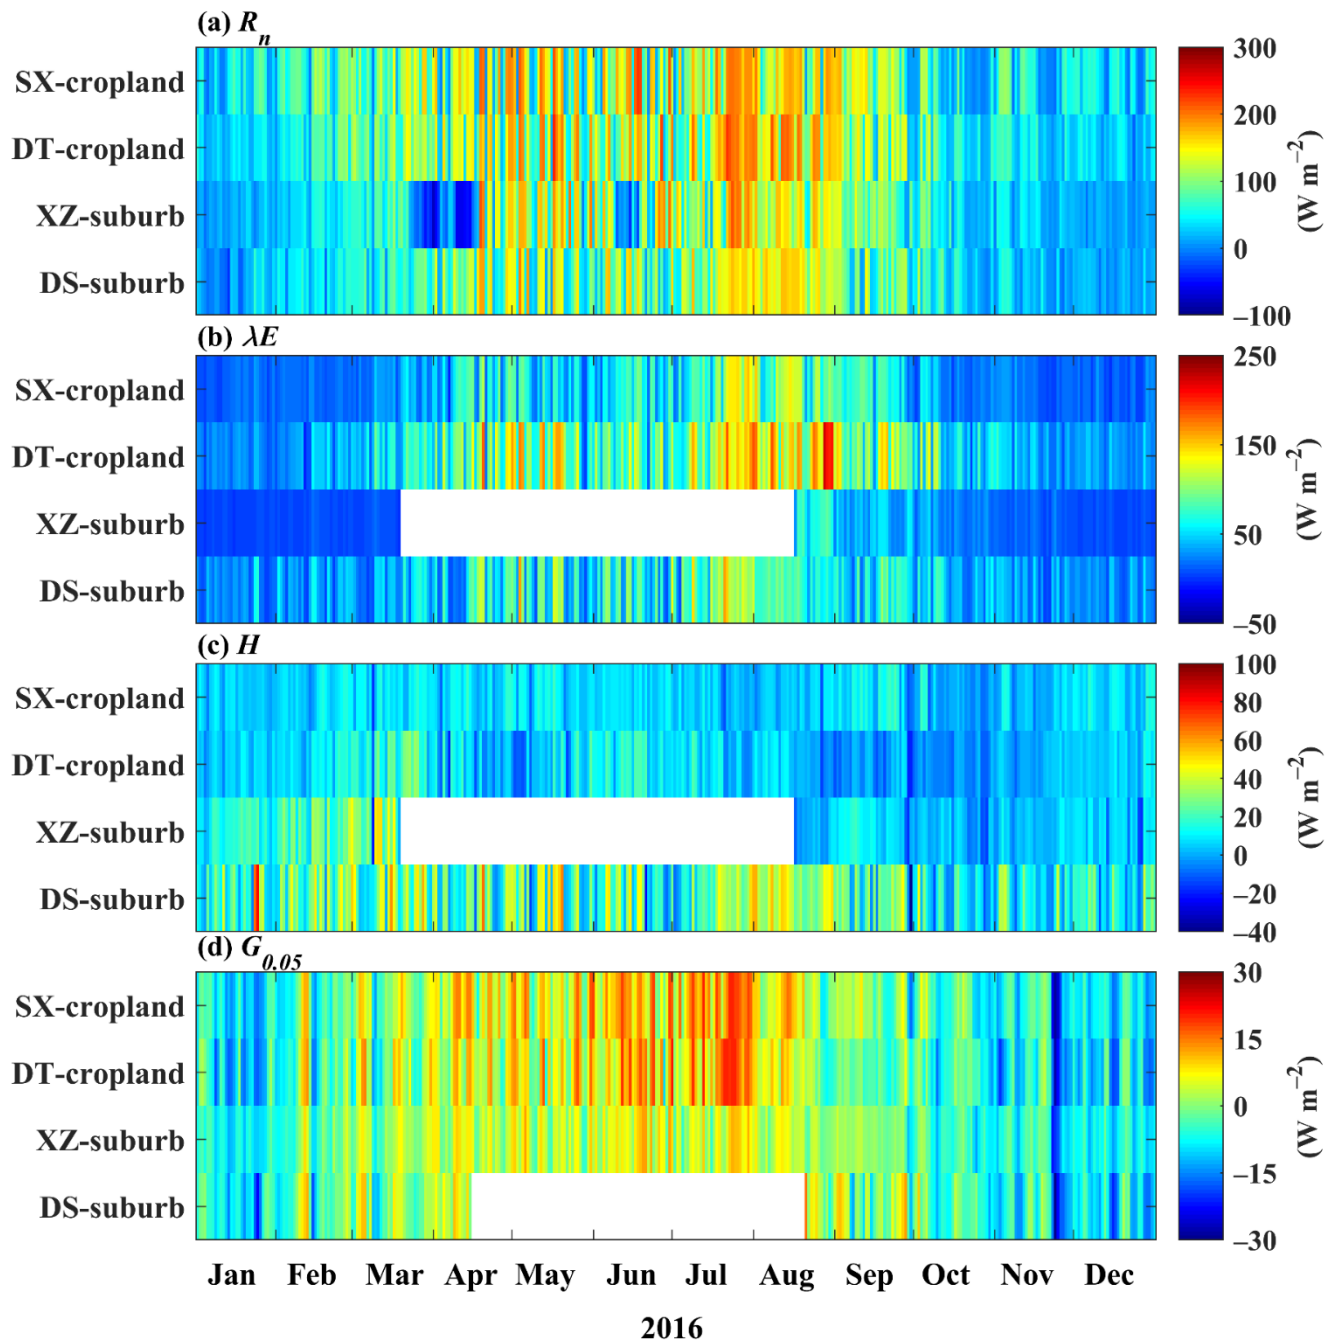 (a) Rn
SX-cropland
DT-cropland
XZ-suburb
DS-suburb
300
200
100
0
−100
(W m−2)
(b) λE
SX-cropland
DT-cropland
XZ-suburb
DS-suburb
250
150
50
−50
(W m−2)
(c) H
SX-cropland
DT-cropland
XZ-suburb
DS-suburb
100
80
60
40
20
0
−20
−40
(W m−2)
(d) G0.05
SX-cropland
DT-cropland
XZ-suburb
DS-suburb
30
15
0
−15
−30
(W m−2)
Jan Feb Mar Apr May Jun Jul Aug Sep Oct Nov Dec
2016